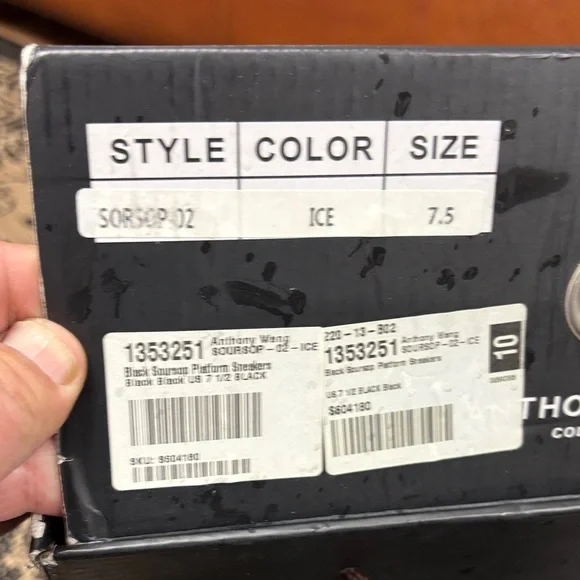 STYLE COLOR SIZE
SORSOP-02 ICE 7.5
1353251 Anthony Wang
SOURSOP-02-ICE
Black Soursop Platform Sneakers
Black Black US 7 1/2 BLACK
SKU: S604180
220-13-B02
1353251 Anthony Wang
SOURSOP-02-ICE
Black Soursop Platform Sneakers
US 7 1/2 BLACK Black
S604180
10
THO
COL